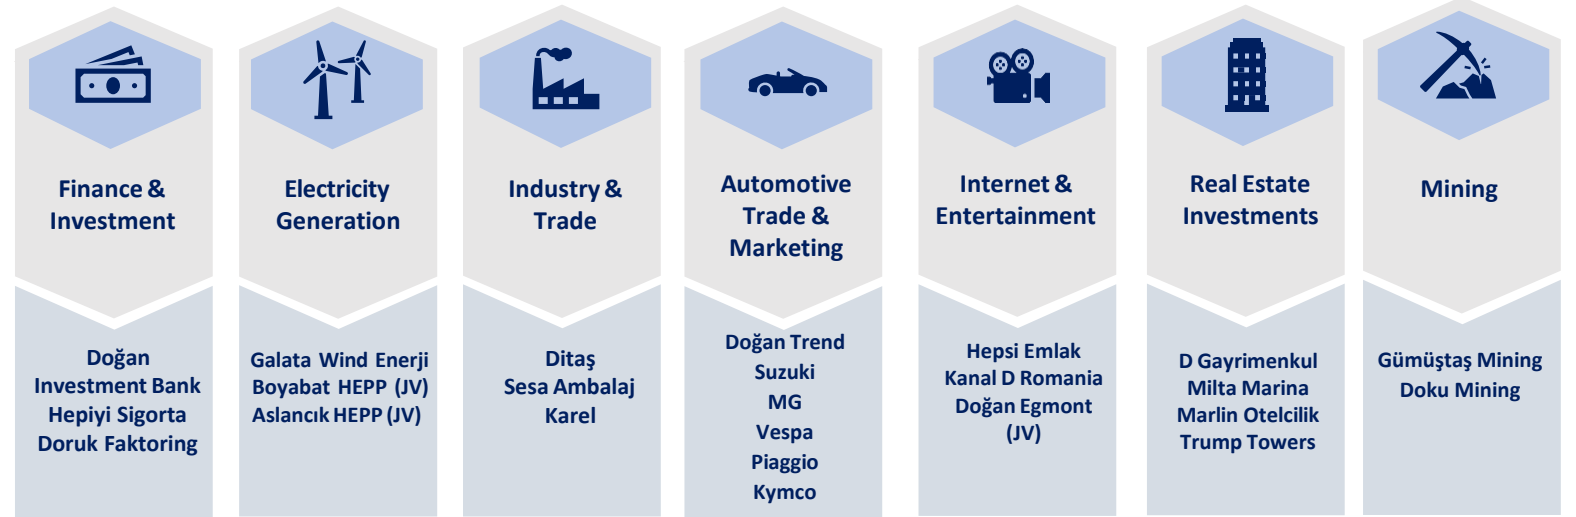 Finance &
Investment
Doğan
Investment Bank
Hepiyi Sigorta
Doruk Faktoring
Electricity
Generation
Galata Wind Enerji
Boyabat HEPP (JV)
Aslancık HEPP (JV)
Industry &
Trade
Ditaş
Sesa Ambalaj
Karel
Automotive
Trade &
Marketing
Doğan Trend
Suzuki
MG
Vespa
Piaggio
Kymco
Internet &
Entertainment
Hepsi Emlak
Kanal D Romania
Doğan Egmont
(JV)
Real Estate
Investments
D Gayrimenkul
Milta Marina
Marlin Otelcilik
Trump Towers
Mining
Gümüştaş Mining
Doku Mining